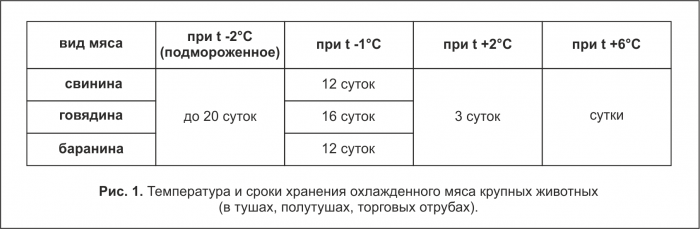 вид мяса
при t -2°C
(подмороженное)
при t -1°C
при t +2°C
при t +6°C
свинина
12 суток
говядина
до 20 суток
16 суток
3 суток
сутки
баранина
12 суток
Рис. 1. Температура и сроки хранения охлажденного мяса крупных животных
(в тушах, полутушах, торговых отрубах).